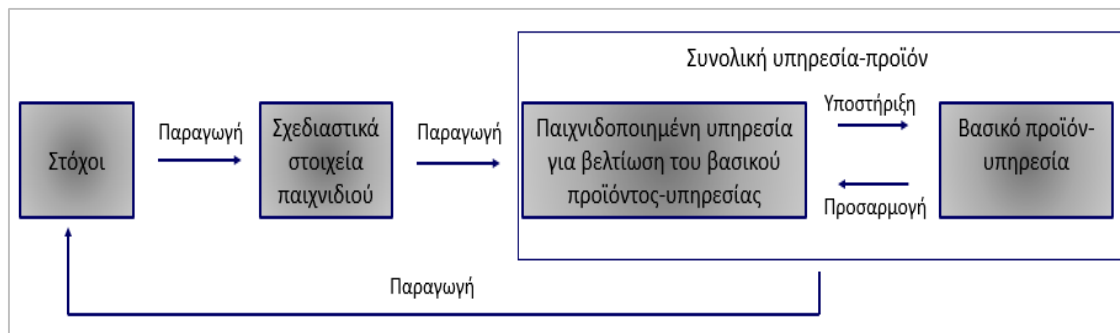 Συνολική υπηρεσία-προϊόν
Στόχοι
Παραγωγή
Σχεδιαστικά
στοιχεία
παιχνιδιού
Παραγωγή
Παιχνιδοποιημένη υπηρεσία
για βελτίωση του βασικού
προϊόντος-υπηρεσίας
Υποστήριξη
Προσαρμογή
Βασικό προϊόν-
υπηρεσία
Παραγωγή